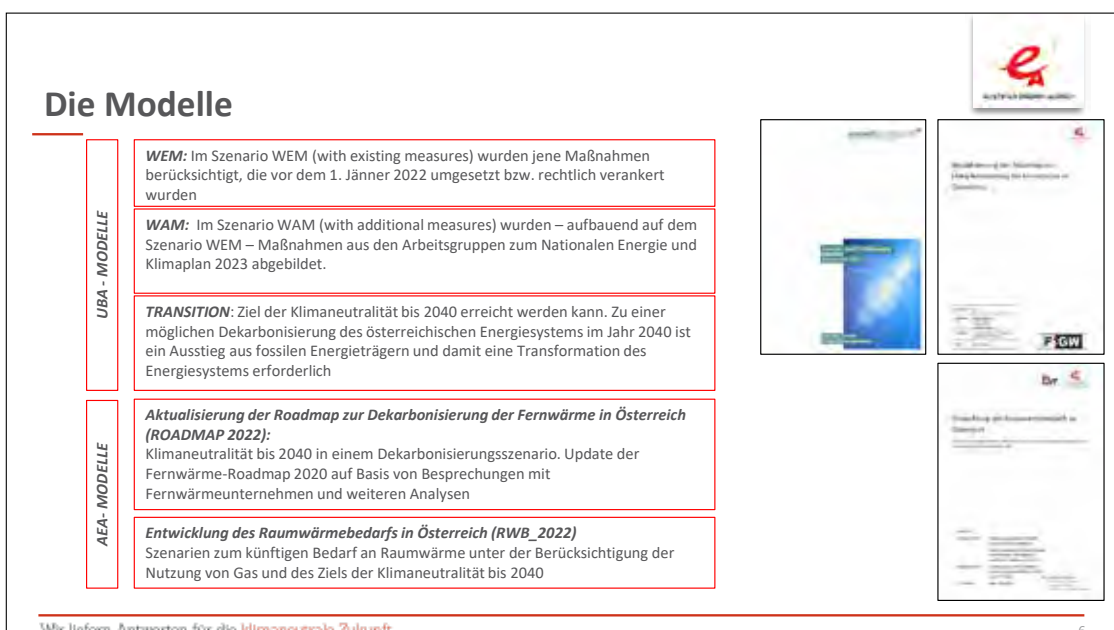 Die Modelle
UBA - MODELLE
WEM: Im Szenario WEM (with existing measures) wurden jene Maßnahmen
berücksichtigt, die vor dem 1. Jänner 2022 umgesetzt bzw. rechtlich verankert
wurden
WAM: Im Szenario WAM (with additional measures) wurden – aufbauend auf dem
Szenario WEM – Maßnahmen aus den Arbeitsgruppen zum Nationalen Energie und
Klimaplan 2023 abgebildet.
TRANSITION: Ziel der Klimaneutralität bis 2040 erreicht werden kann. Zu einer
möglichen Dekarbonisierung des österreichischen Energiesystems im Jahr 2040 ist
ein Ausstieg aus fossilen Energieträgern und damit eine Transformation des
Energiesystems erforderlich
AEA- MODELLE
Aktualisierung der Roadmap zur Dekarbonisierung der Fernwärme in Österreich
(ROADMAP 2022):
Klimaneutralität bis 2040 in einem Dekarbonisierungsszenario. Update der
Fernwärme-Roadmap 2020 auf Basis von Besprechungen mit
Fernwärmeunternehmen und weiteren Analysen
Entwicklung des Raumwärmebedarfs in Österreich (RWB_2022)
Szenarien zum künftigen Bedarf an Raumwärme unter der Berücksichtigung der
Nutzung von Gas und des Ziels der Klimaneutralität bis 2040
Wir liefern Antworten für die klimaneutrale Zukunft
6